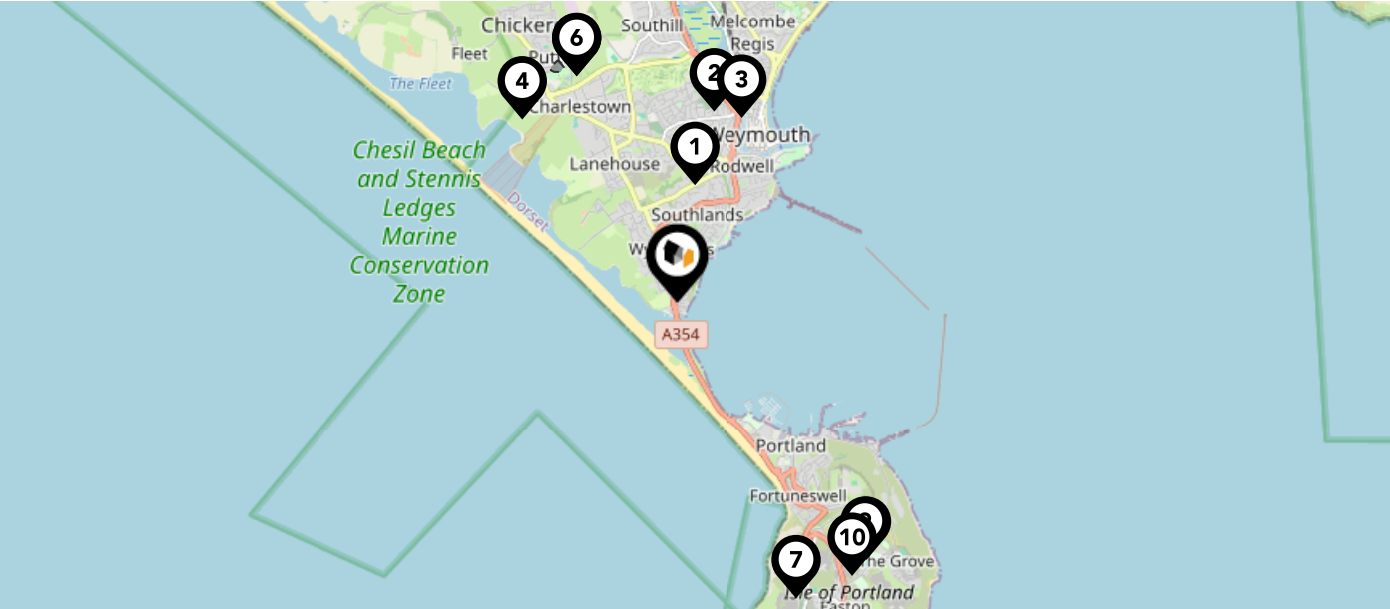 Chicker
6
Southill
Melcombe
Regis
Fleet
The Fleet
4
2
3
Charlestown
Weymouth
1
Lanehouse
Rodwell
Chesil Beach
and Stennis
Ledges
Marine
Conservation
Zone
Dorset
Southlands
A354
Portland
Fortuneswell
10
7
The Grove
Isle of Portland
Easton